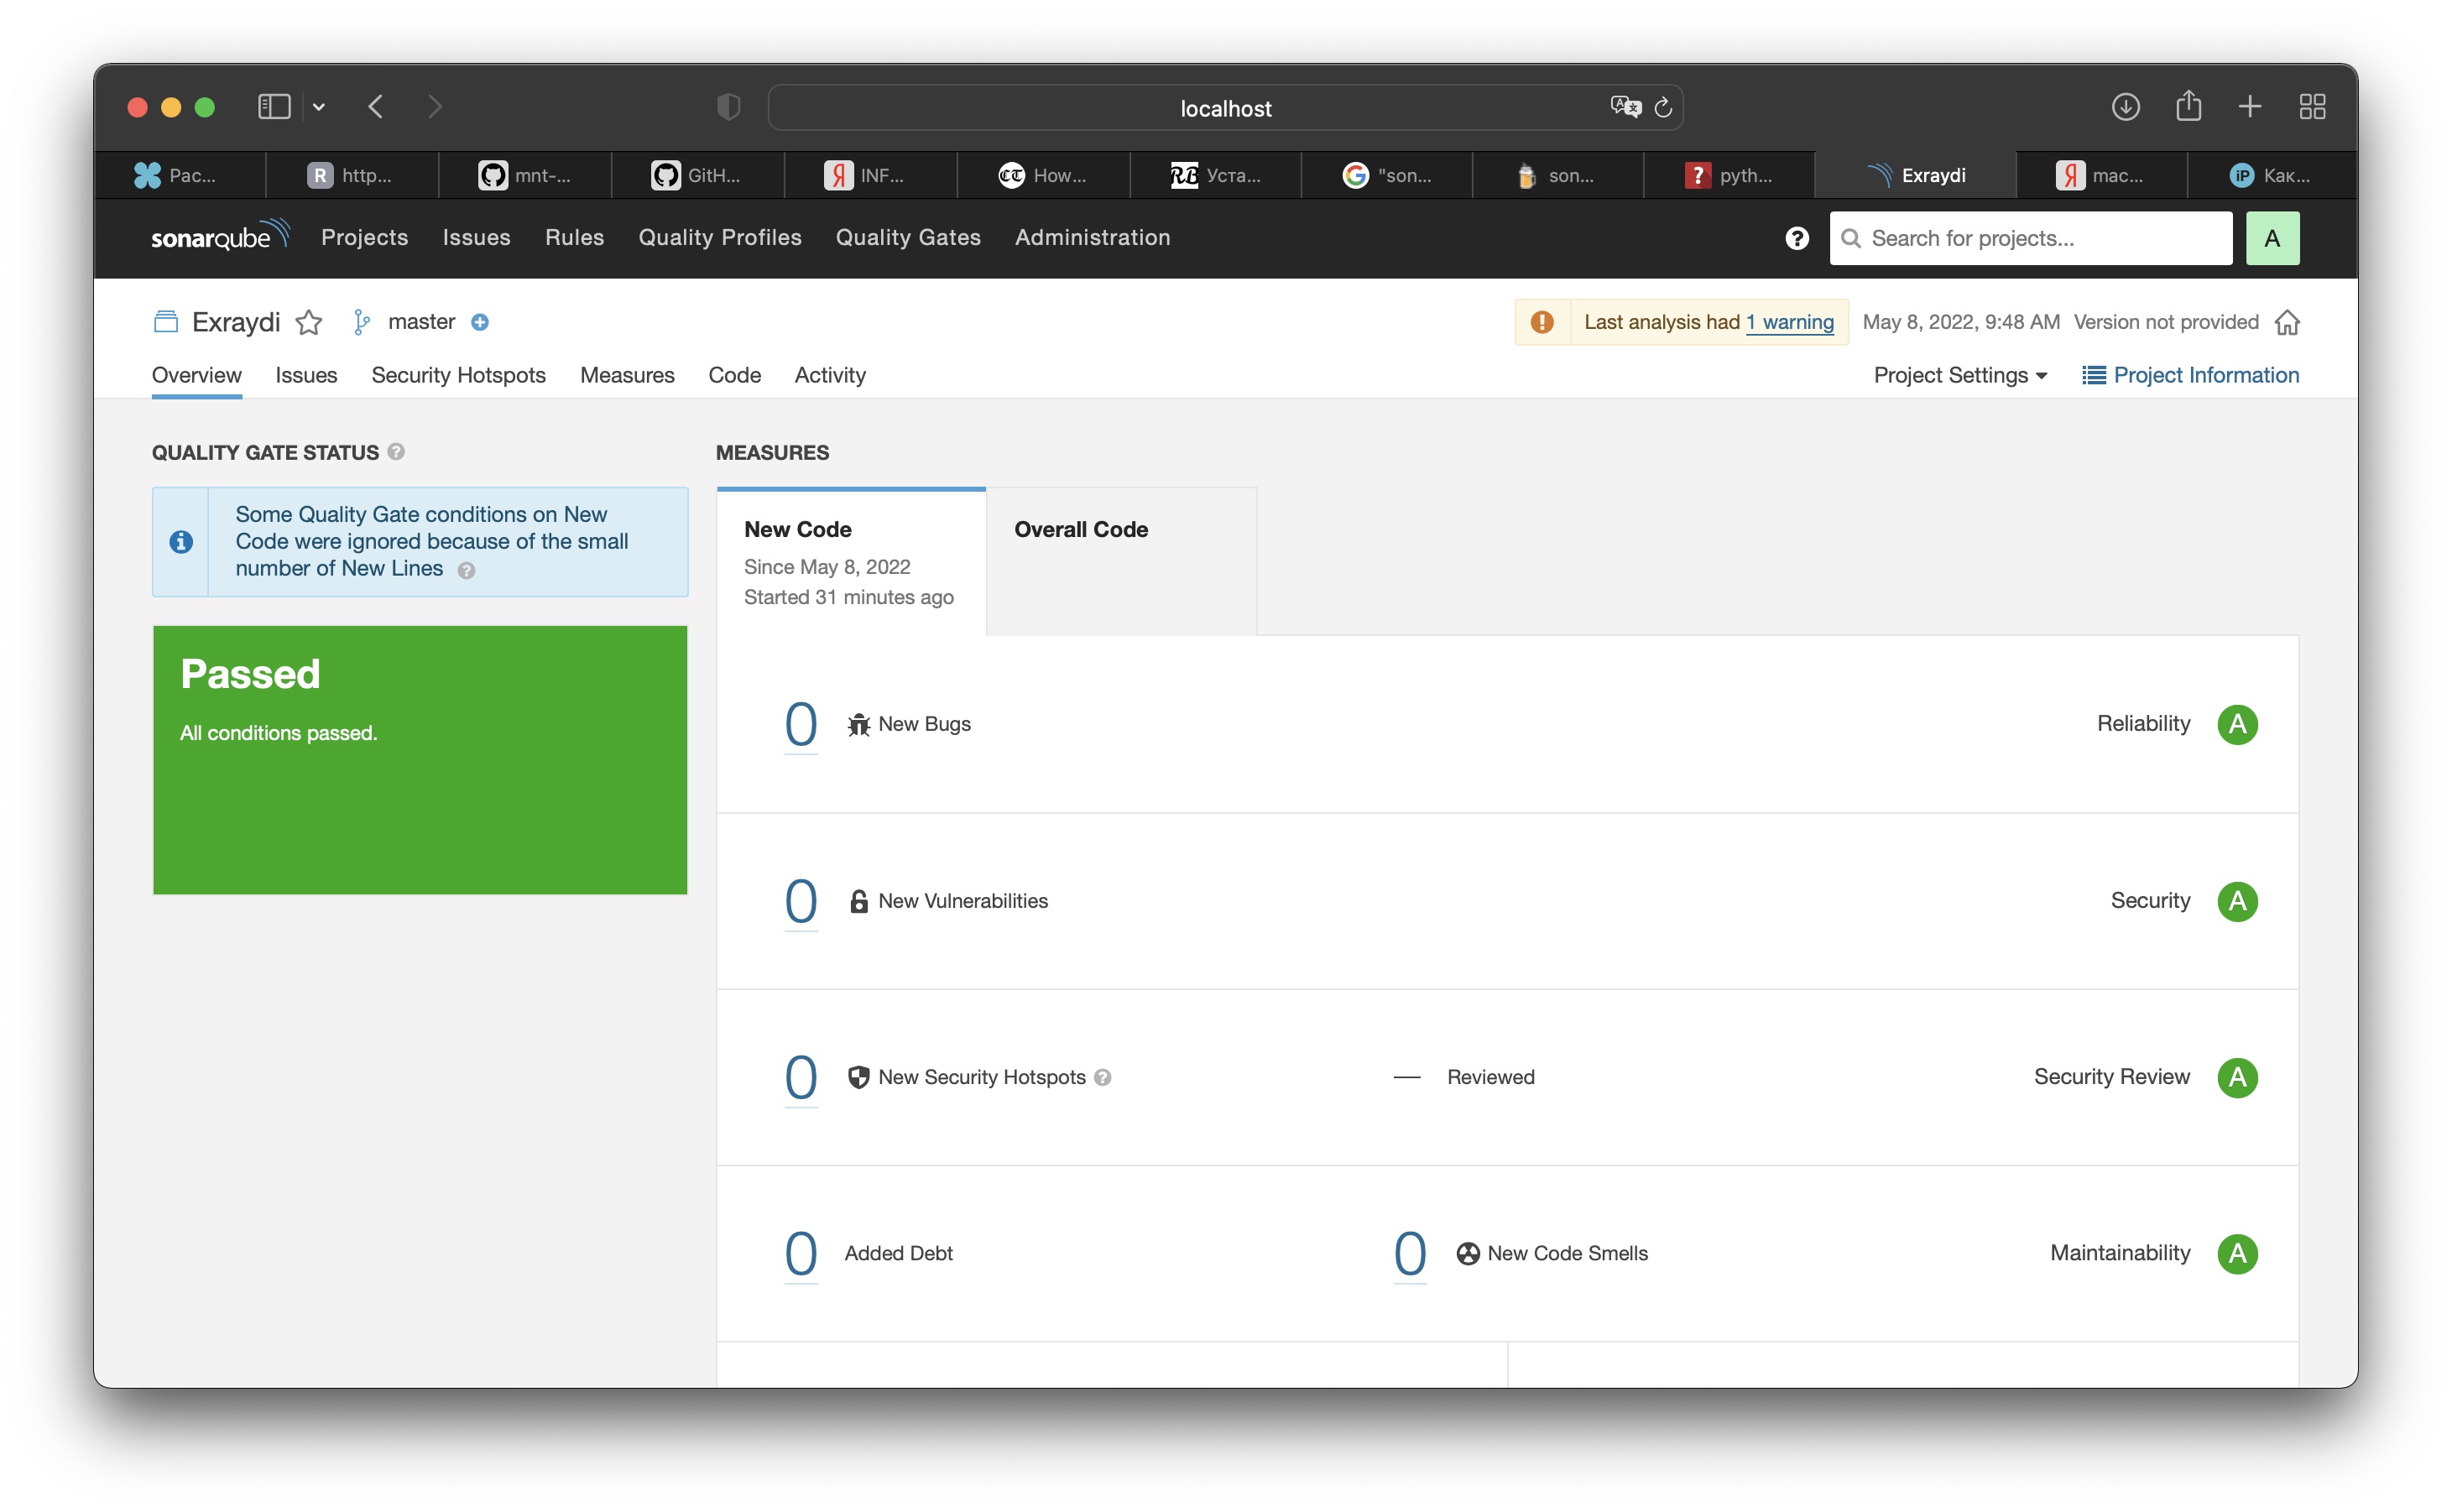 localhost
Рас...
R http...
mnt-...
GitH...
Я INF...
CT How...
RB Уста...
G "son...
son...
? pyth...
Exraydi
Я mac...
iP Как...
sonarqube Projects Issues Rules Quality Profiles Quality Gates Administration ? Search for projects... A
Exraydi master Last analysis had 1 warning May 8, 2022, 9:48 AM Version not provided
Overview Issues Security Hotspots Measures Code Activity Project Settings Project Information
QUALITY GATE STATUS ?
Some Quality Gate conditions on New
Code were ignored because of the small
number of New Lines ?
Passed
All conditions passed.
MEASURES
New Code
Since May 8, 2022
Started 31 minutes ago
Overall Code
0 New Bugs Reliability A
0 New Vulnerabilities Security A
0 New Security Hotspots ? — Reviewed Security Review A
0 Added Debt 0 New Code Smells Maintainability A